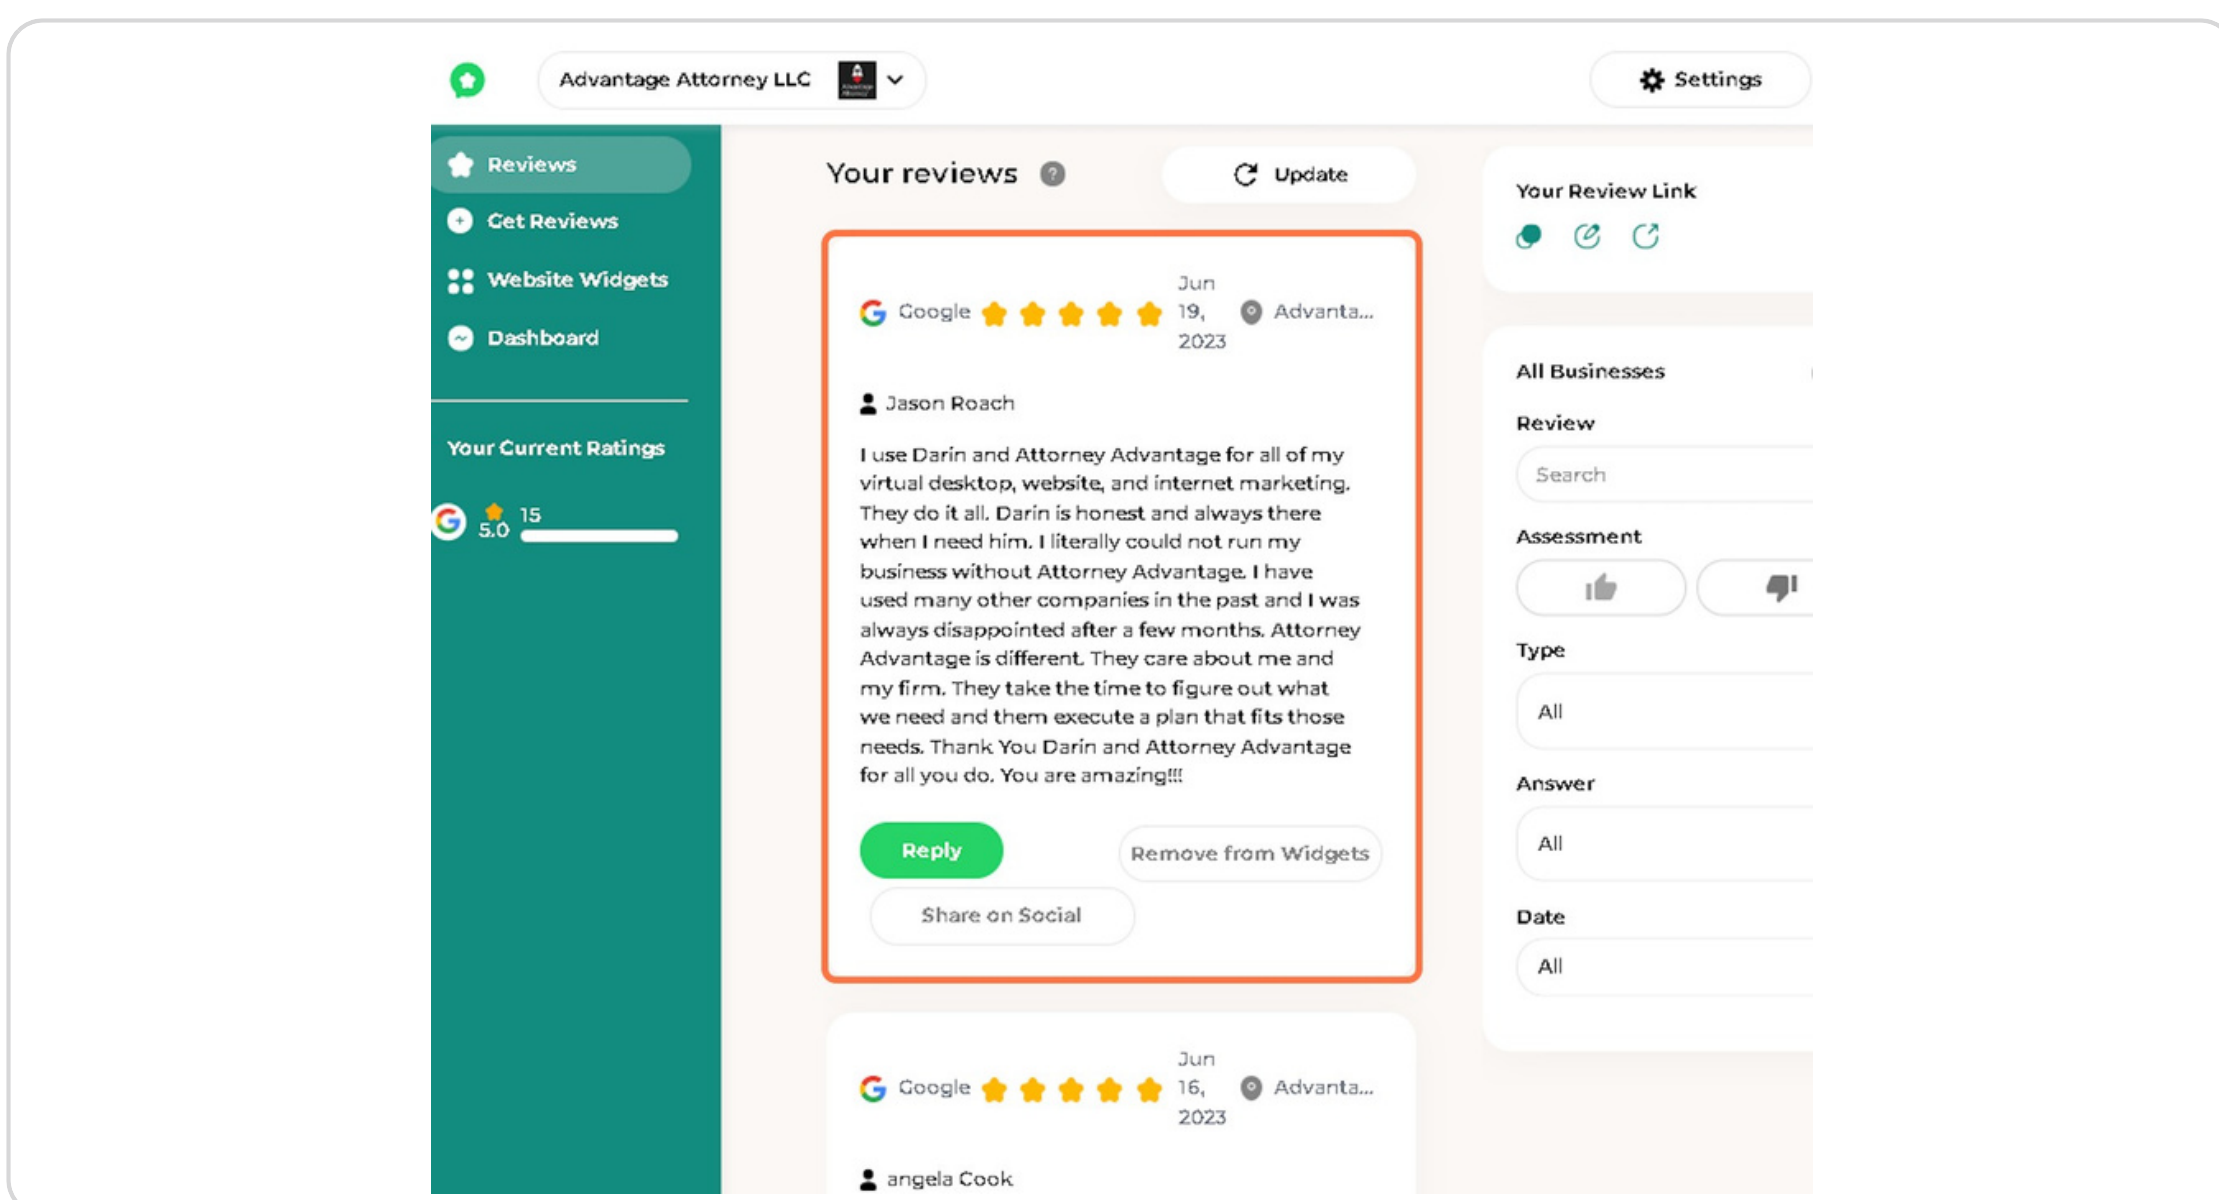 Advantage Attorney LLC
Settings
Reviews
Get Reviews
Website Widgets
Dashboard
Your Current Ratings
5.0
15
Your reviews
?
Update
Google
Jun
19,
2023
Advanta...
Jason Roach
I use Darin and Attorney Advantage for all of my
virtual desktop, website, and internet marketing.
They do it all. Darin is honest and always there
when I need him. I literally could not run my
business without Attorney Advantage. I have
used many other companies in the past and I was
always disappointed after a few months. Attorney
Advantage is different. They care about me and
my firm. They take the time to figure out what
we need and them execute a plan that fits those
needs. Thank You Darin and Attorney Advantage
for all you do. You are amazing!!!
Reply
Remove from Widgets
Share on Social
Google
Jun
16,
2023
Advanta...
angela Cook
Your Review Link
All Businesses
Review
Search
Assessment
Type
All
Answer
All
Date
All